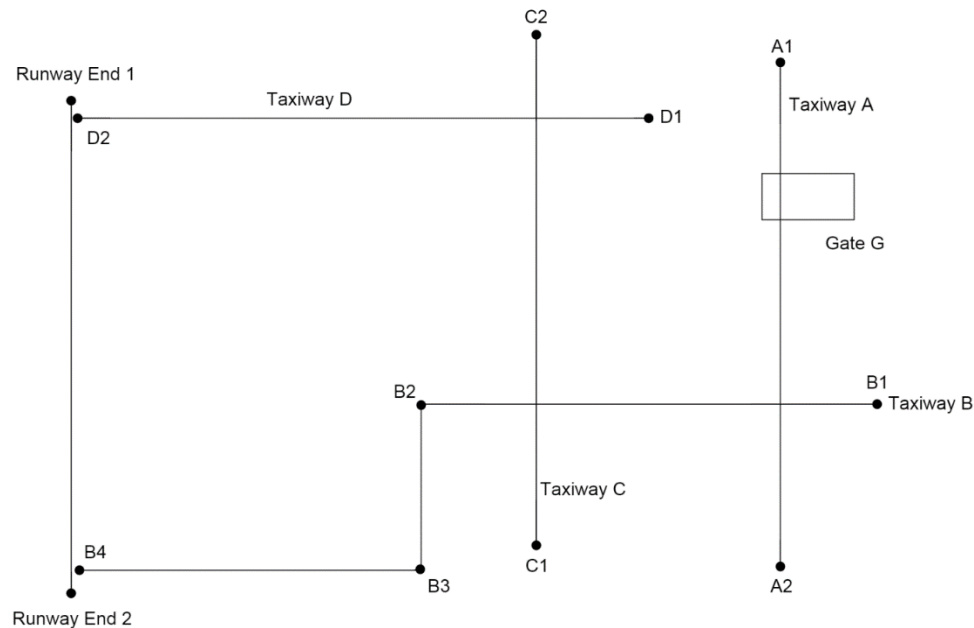 C2
A1
Runway End 1
Taxiway D
Taxiway A
D1
D2
Gate G
B1
B2
Taxiway B
Taxiway C
B4
C1
B3
A2
Runway End 2